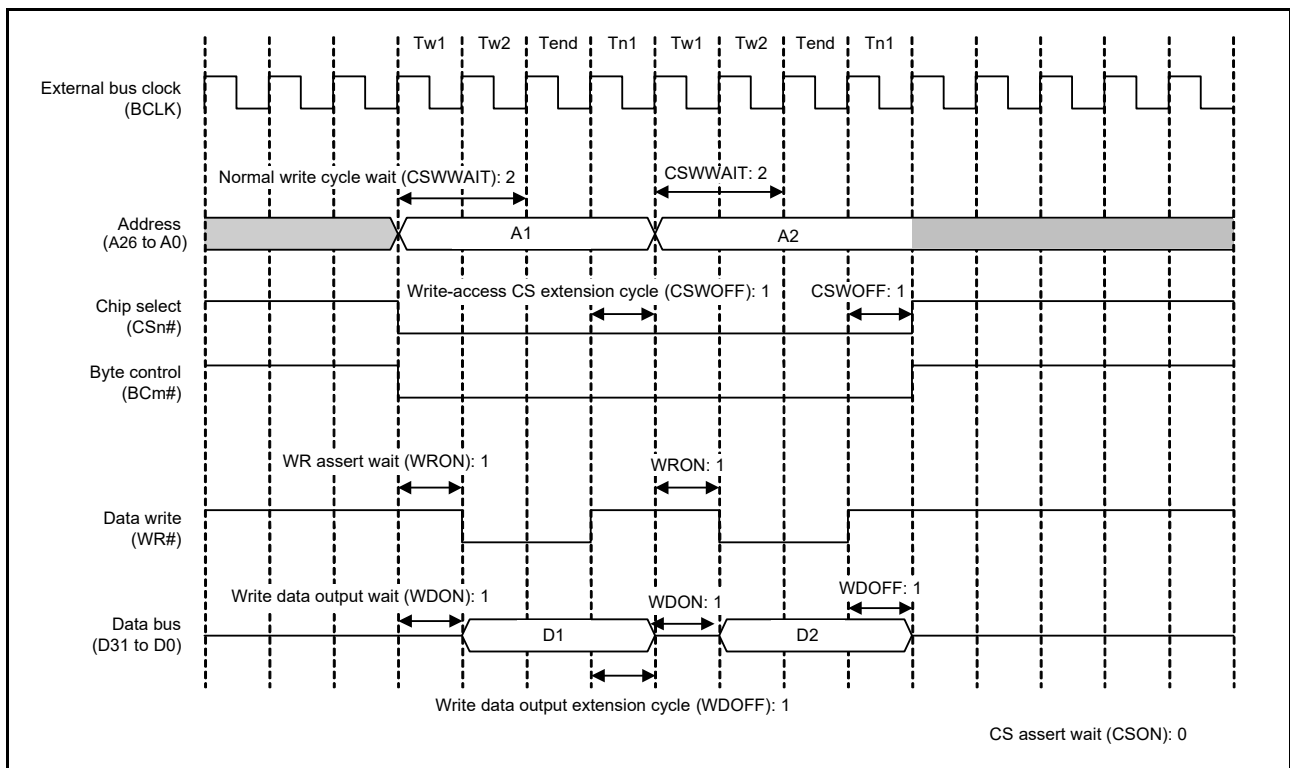 Tw1 Tw2 Tend Tn1 Tw1 Tw2 Tend Tn1
External bus clock
(BCLK)
Normal write cycle wait (CSWWAIT): 2
CSWWAIT: 2
Address
(A26 to A0)
A1
A2
Write-access CS extension cycle (CSWOFF): 1
CSWOFF: 1
Chip select
(CSn#)
Byte control
(BCm#)
WR assert wait (WRON): 1
WRON: 1
Data write
(WR#)
Write data output wait (WDON): 1
WDON: 1
WDOFF: 1
Data bus
(D31 to D0)
D1
D2
Write data output extension cycle (WDOFF): 1
CS assert wait (CSON): 0